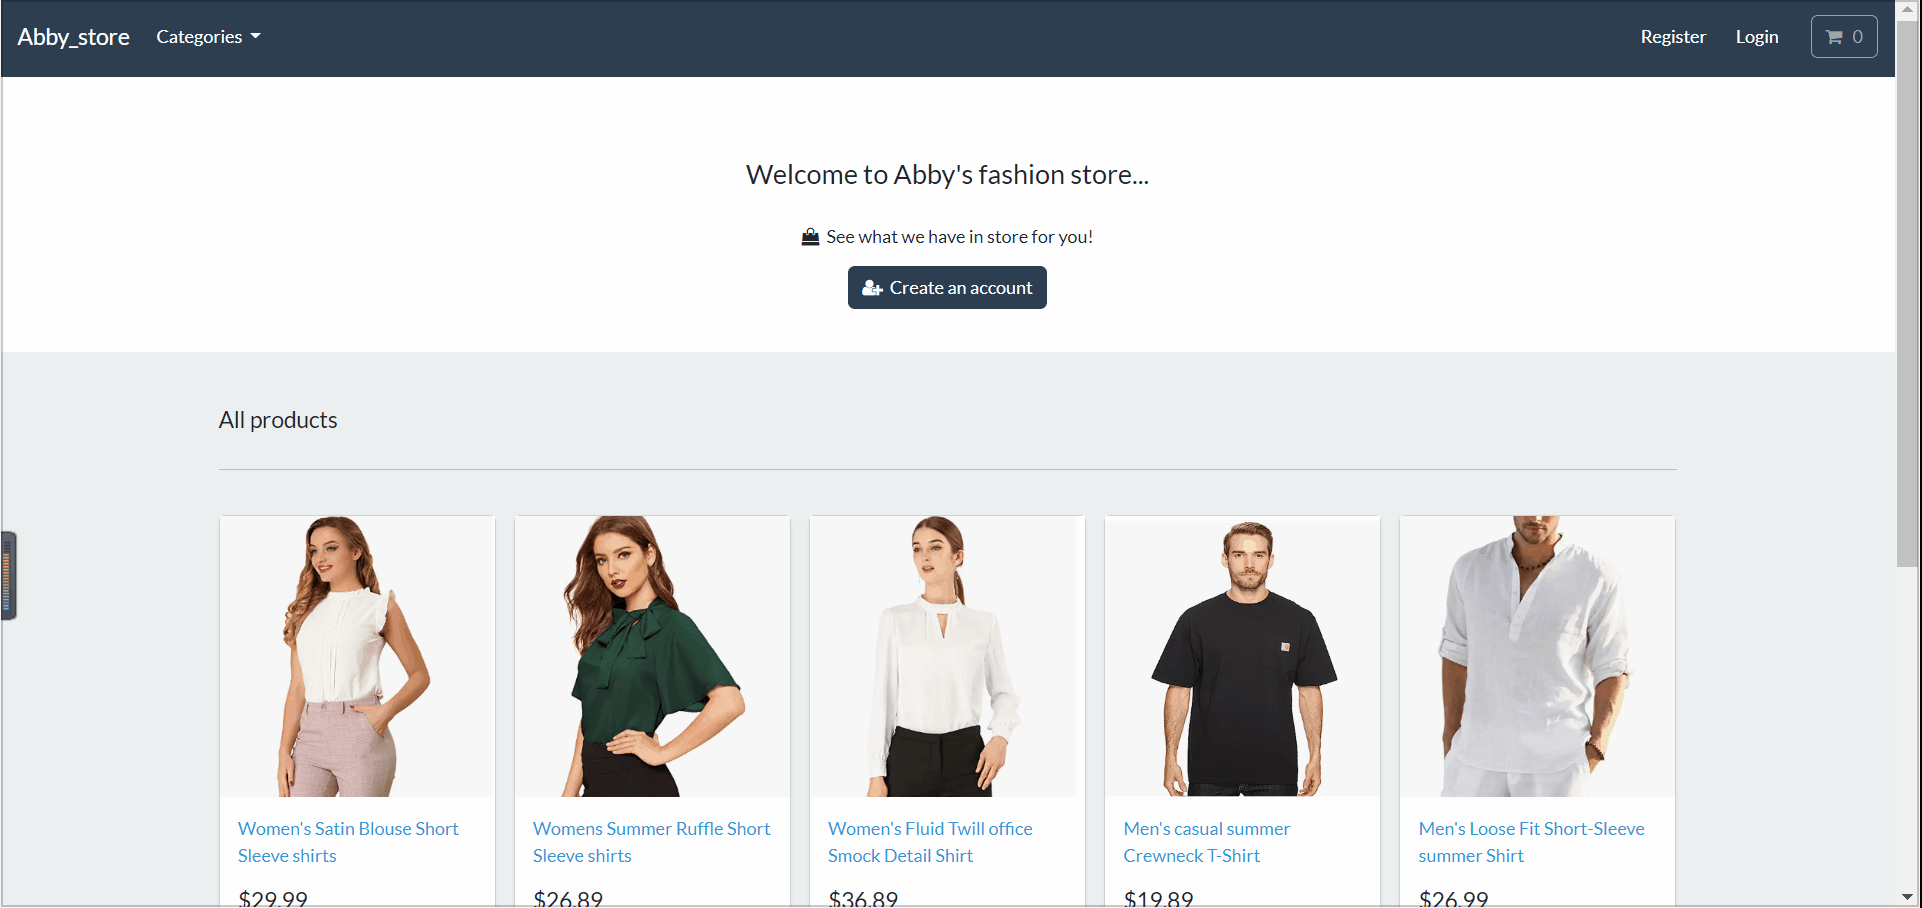 Abby_store Categories Register Login 0
Welcome to Abby's fashion store...
See what we have in store for you!
Create an account
All products
Women's Satin Blouse Short
Sleeve shirts
$29.99
Womens Summer Ruffle Short
Sleeve shirts
$26.89
Women's Fluid Twill office
Smock Detail Shirt
$36.89
Men's casual summer
Crewneck T-Shirt
$19.89
Men's Loose Fit Short-Sleeve
summer Shirt
$26.99